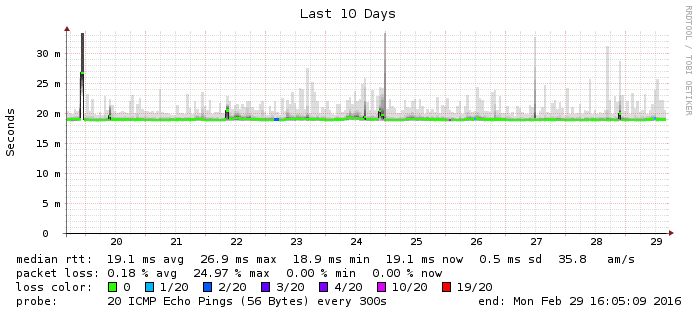 Last 10 Days
RRDTOOL / TOBI OETIKER
Seconds
30 m
25 m
20 m
15 m
10 m
5 m
0
20 21 22 23 24 25 26 27 28 29
median rtt: 19.1 ms avg 26.9 ms max 18.9 ms min 19.1 ms now 0.5 ms sd 35.8 am/s
packet loss: 0.18 % avg 24.97 % max 0.00 % min 0.00 % now
loss color: 0 1/20 2/20 3/20 4/20 10/20 19/20
probe: 20 ICMP Echo Pings (56 Bytes) every 300s end: Mon Feb 29 16:05:09 2016